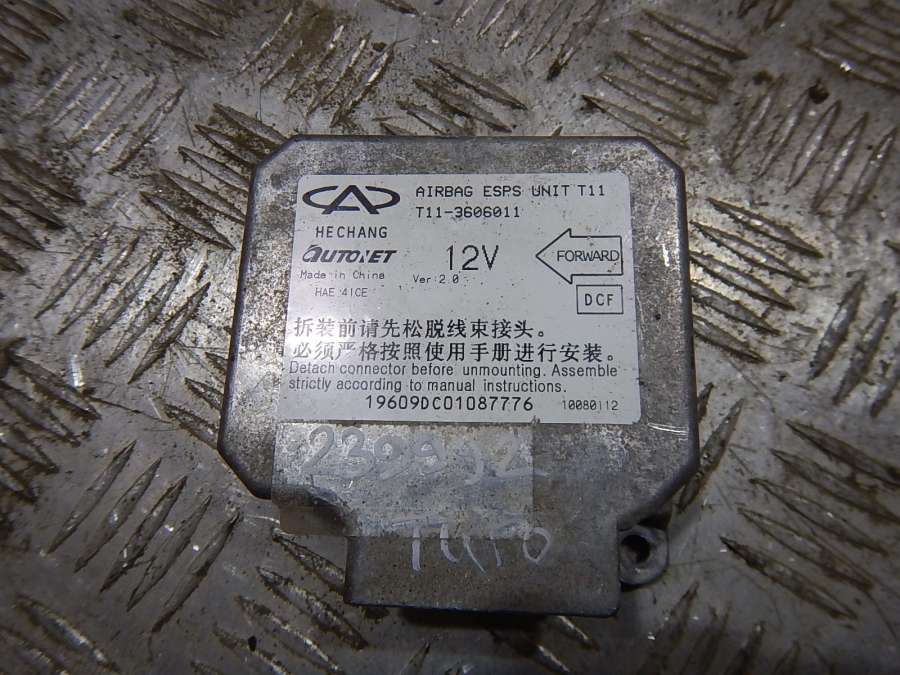 AIRBAG ESPS UNIT T11
T11-3606011
HECHANG
AUTONET
12V
FORWARD
Made in China
Ver:2.0
HAE 41CE
DCF
拆装前请先松脱线束接头。
必须严格按照使用手册进行安装。
Detach connector before unmounting. Assemble
strictly according to manual instructions.
19609DC01087776
10080112